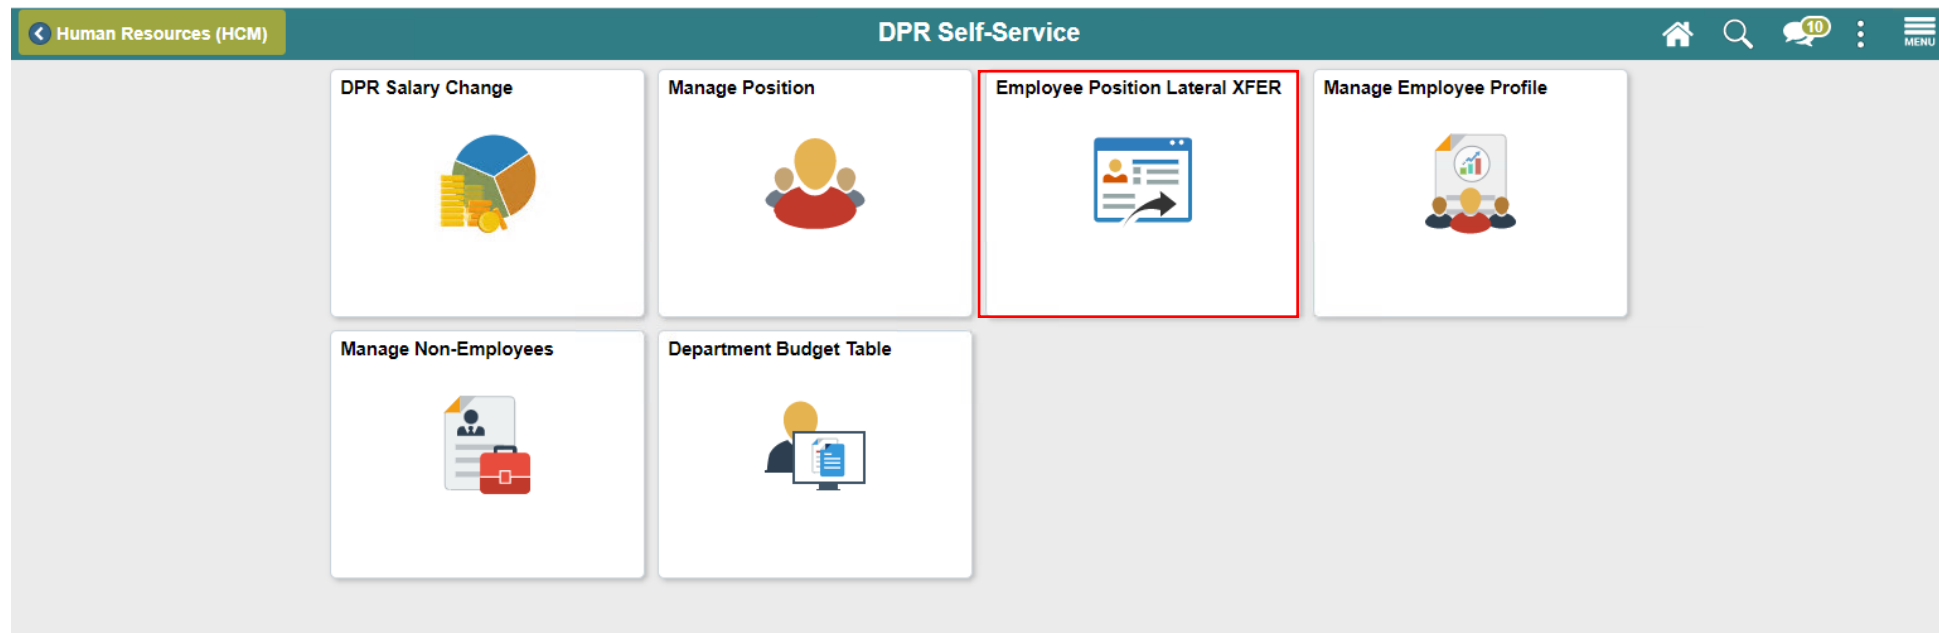 Human Resources (HCM)
DPR Self-Service
10
MENU
DPR Salary Change
Manage Position
Employee Position Lateral XFER
Manage Employee Profile
Manage Non-Employees
Department Budget Table